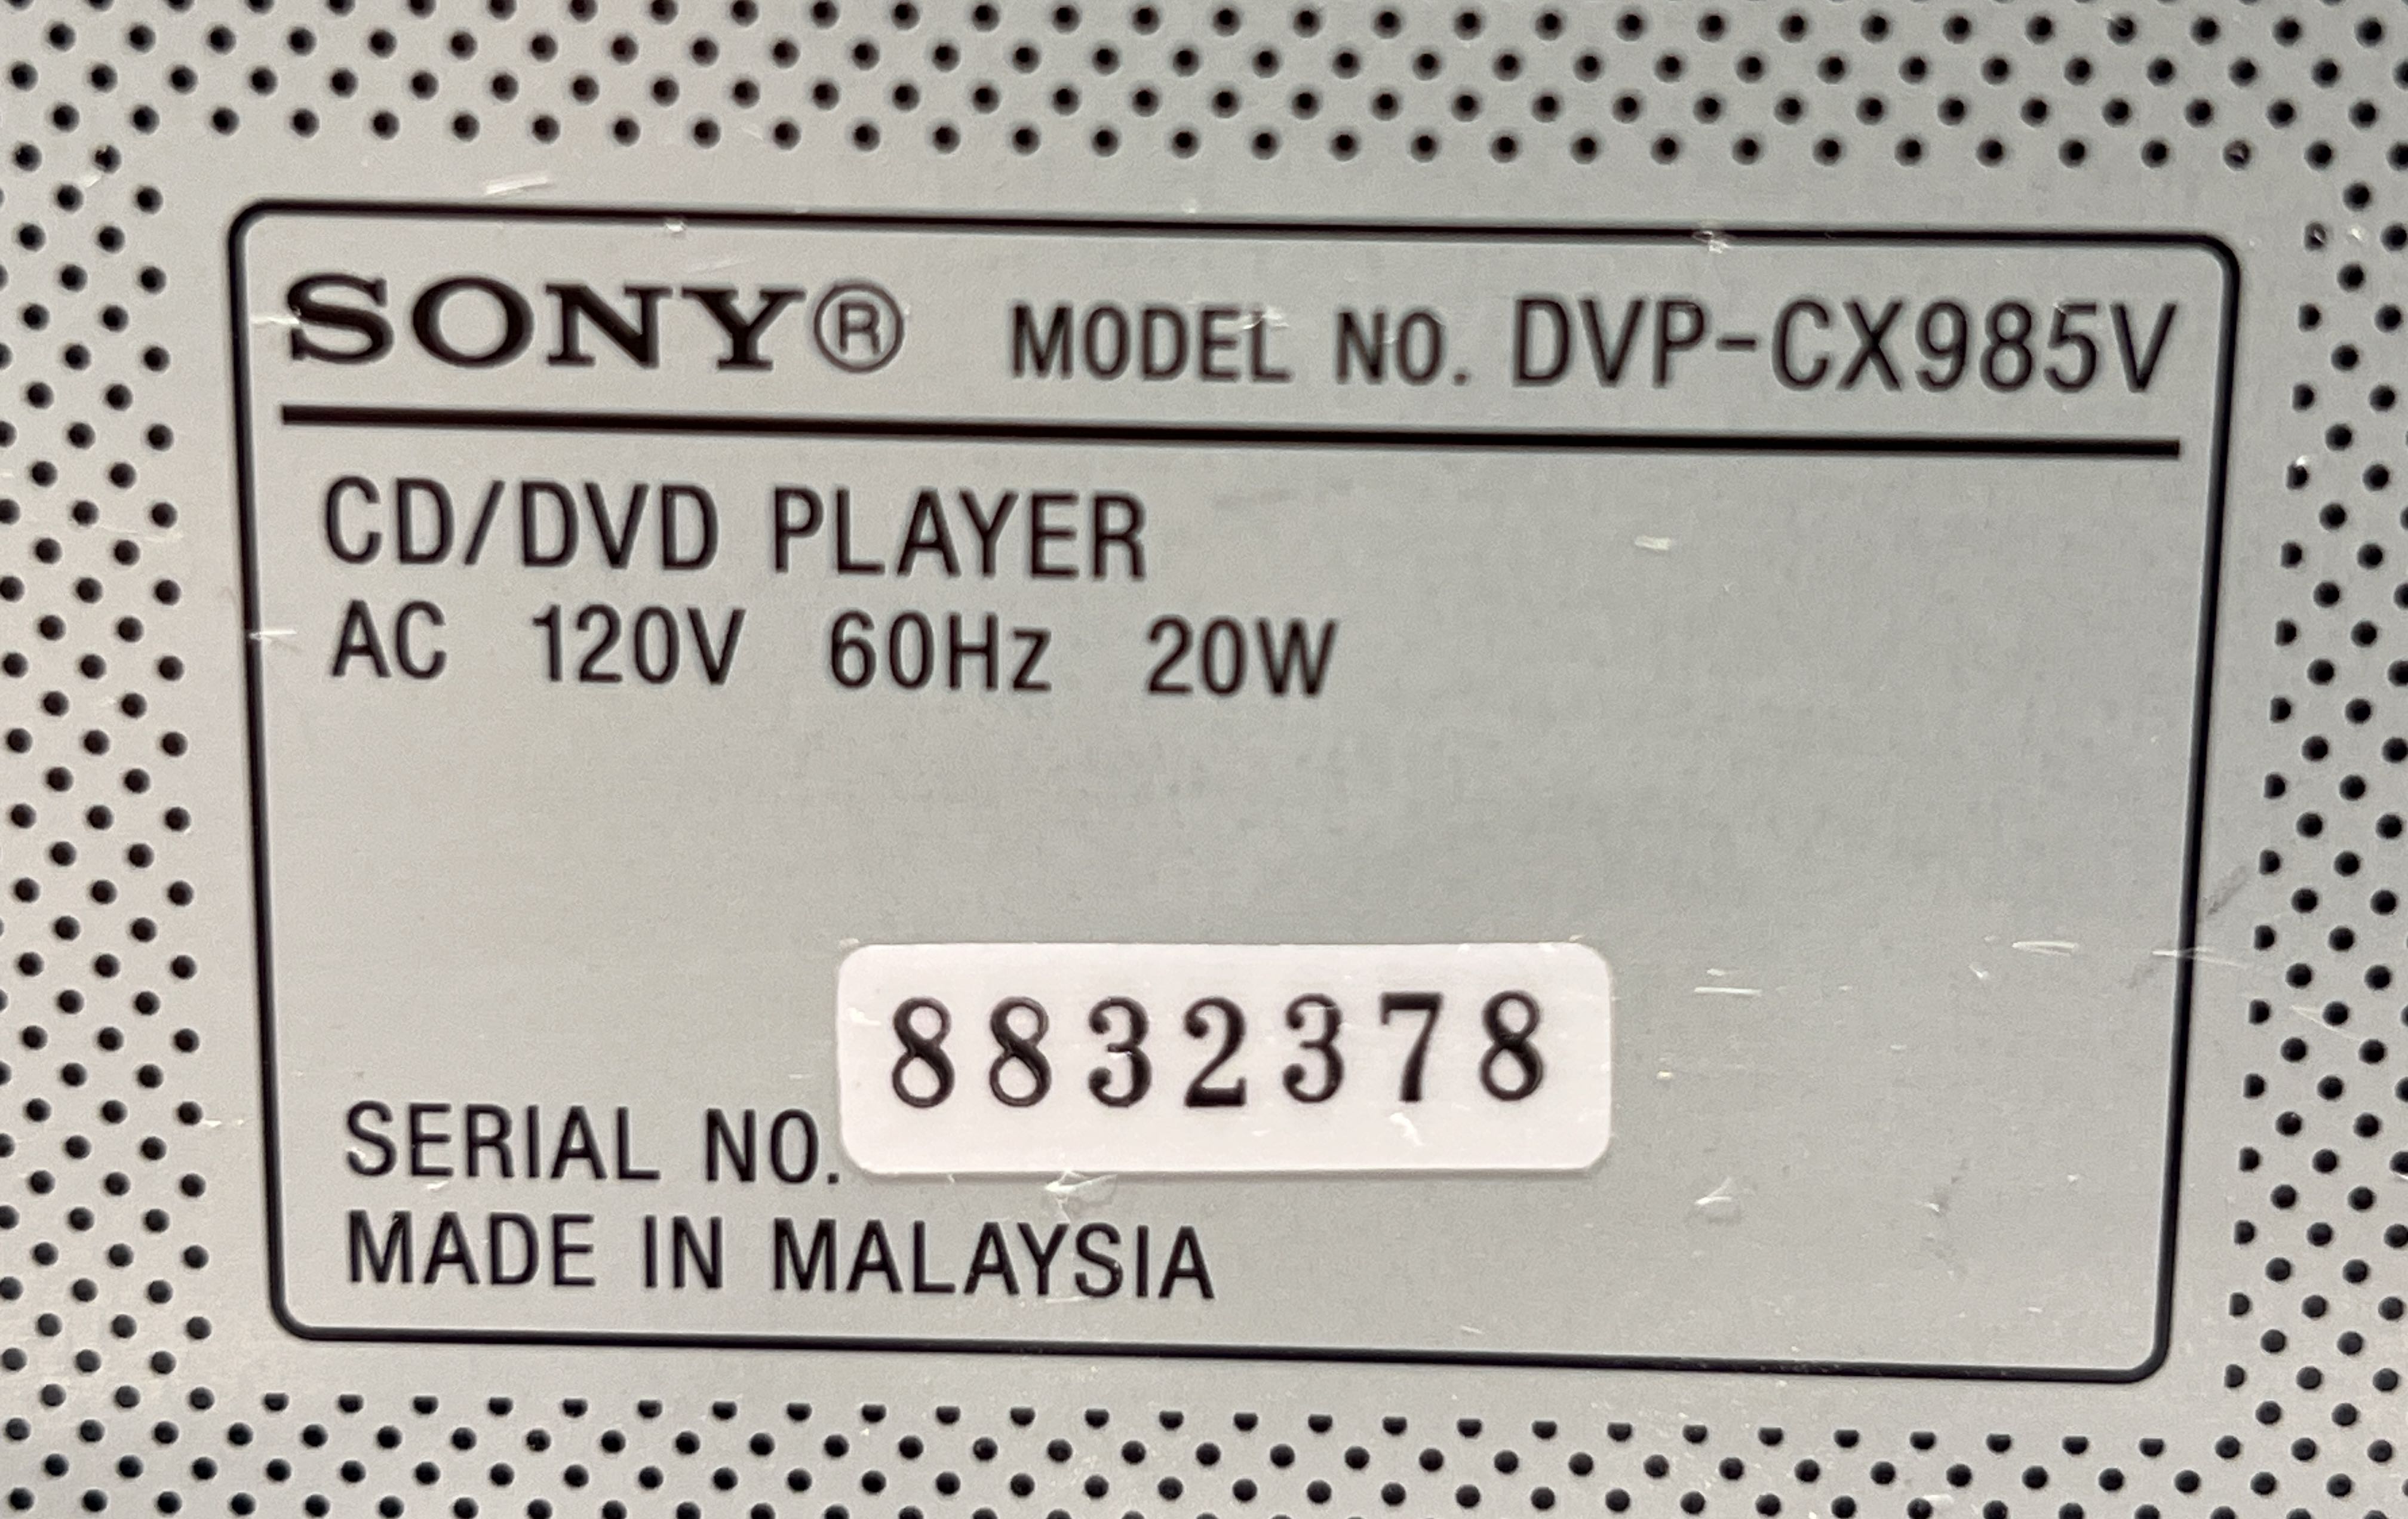 SONY® MODEL NO. DVP-CX985V
CD/DVD PLAYER
AC 120V 60Hz 20W
SERIAL NO. 8832378
MADE IN MALAYSIA